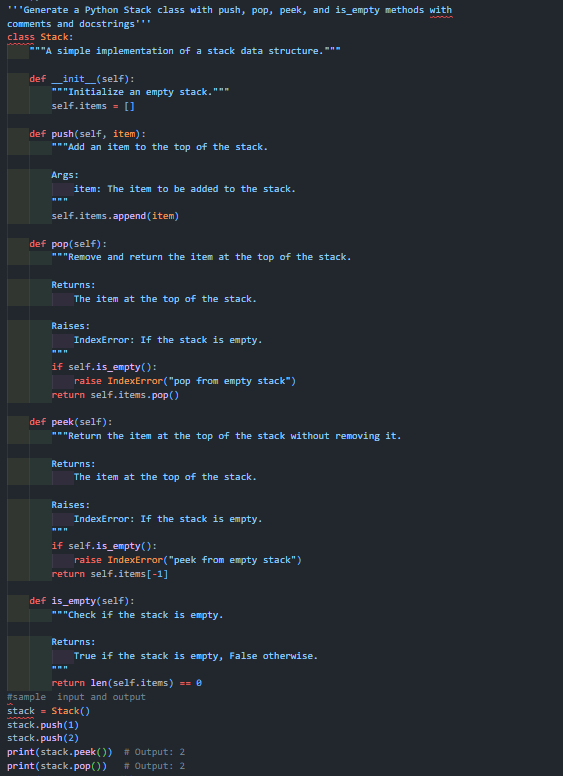 '''Generate a Python Stack class with push, pop, peek, and is_empty methods with
comments and docstrings'''
class Stack:
    """A simple implementation of a stack data structure."""

    def __init__(self):
        """Initialize an empty stack."""
        self.items = []

    def push(self, item):
        """Add an item to the top of the stack.

        Args:
            item: The item to be added to the stack.
        """
        self.items.append(item)

    def pop(self):
        """Remove and return the item at the top of the stack.

        Returns:
            The item at the top of the stack.

        Raises:
            IndexError: If the stack is empty.
        """
        if self.is_empty():
            raise IndexError("pop from empty stack")
        return self.items.pop()

    def peek(self):
        """Return the item at the top of the stack without removing it.

        Returns:
            The item at the top of the stack.

        Raises:
            IndexError: If the stack is empty.
        """
        if self.is_empty():
            raise IndexError("peek from empty stack")
        return self.items[-1]

    def is_empty(self):
        """Check if the stack is empty.

        Returns:
            True if the stack is empty, False otherwise.
        """
        return len(self.items) == 0
#sample  input and output
stack = Stack()
stack.push(1)
stack.push(2)
print(stack.peek())  # Output: 2
print(stack.pop())   # Output: 2